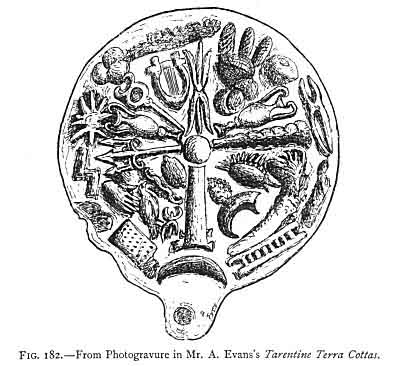 FIG. 182.—From Photogravure in Mr. A. Evans's Tarentine Terra Cottas.